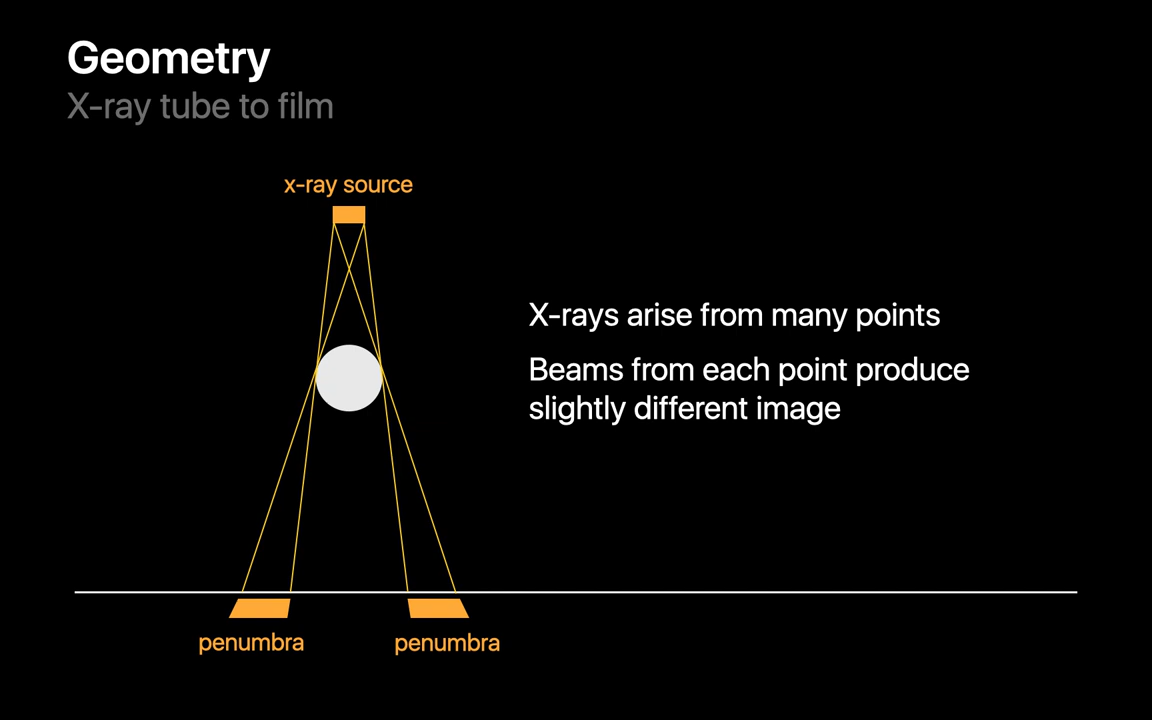 Geometry
X-ray tube to film
x-ray source
X-rays arise from many points
Beams from each point produce
slightly different image
penumbra
penumbra